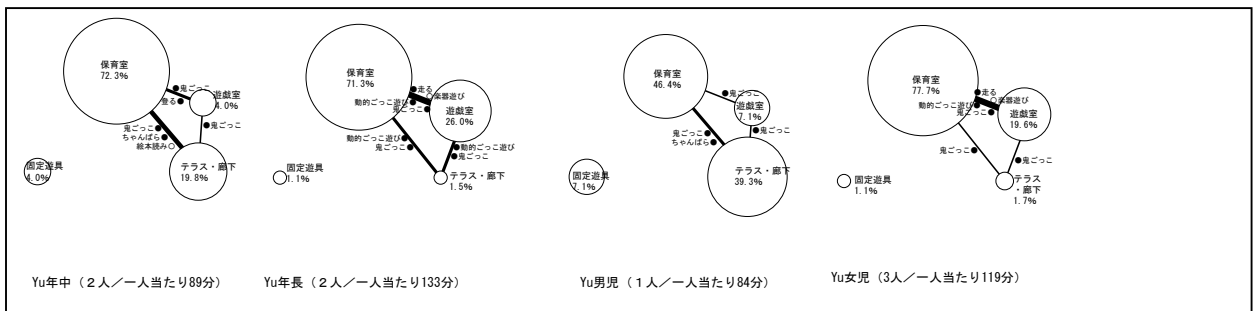 保育室
72.3%
●鬼ごっこ
登る●
遊戯室
4.0%
鬼ごっこ●
ちゃんばら●
絵本読み○
●鬼ごっこ
固定遊具
4.0%
テラス・廊下
19.8%
Yu年中（２人／一人当たり89分）
保育室
71.3%
●走る
○楽器遊び
動的ごっこ遊び●
鬼ごっこ●
遊戯室
26.0%
動的ごっこ遊び●
鬼ごっこ●
●動的ごっこ遊び
●鬼ごっこ
固定遊具
1.1%
テラス・廊下
1.5%
Yu年長（２人／一人当たり133分）
保育室
46.4%
●鬼ごっこ
遊戯室
7.1%
鬼ごっこ●
ちゃんばら●
●鬼ごっこ
固定遊具
7.1%
テラス・廊下
39.3%
Yu男児（１人／一人当たり84分）
保育室
77.7%
●走る
○楽器遊び
動的ごっこ遊び●
鬼ごっこ●
遊戯室
19.6%
鬼ごっこ●
●鬼ごっこ
固定遊具
1.1%
テラス
・廊下
1.7%
Yu女児（3人／一人当たり119分）